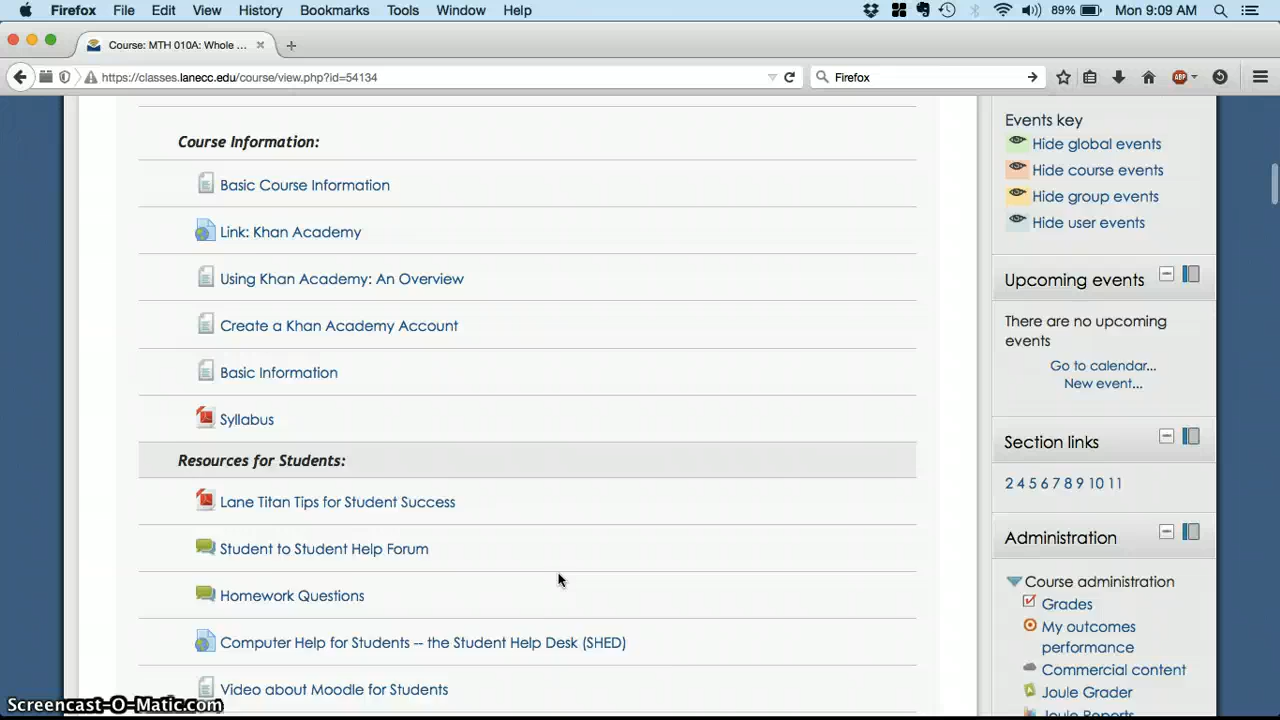 Firefox File Edit View History Bookmarks Tools Window Help 89% Mon 9:09 AM
Course: MTH 010A: Whole ...
https://classes.lanecc.edu/course/view.php?id=54134 Firefox ABP
Course Information:
Basic Course Information
Link: Khan Academy
Using Khan Academy: An Overview
Create a Khan Academy Account
Basic Information
Syllabus
Resources for Students:
Lane Titan Tips for Student Success
Student to Student Help Forum
Homework Questions
Computer Help for Students -- the Student Help Desk (SHED)
Video about Moodle for Students
Events key
Hide global events
Hide course events
Hide group events
Hide user events
Upcoming events
There are no upcoming
events
Go to calendar...
New event...
Section links
2 4 5 6 7 8 9 10 11
Administration
Course administration
Grades
My outcomes
performance
Commercial content
Joule Grader
Joule Reports
Screencast-O-Matic.com